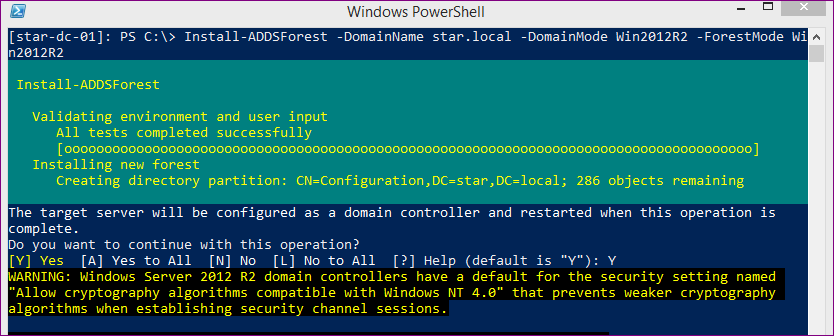 Windows PowerShell
[star-dc-01]: PS C:\> Install-ADDSForest -DomainName star.local -DomainMode Win2012R2 -ForestMode Wi
n2012R2
Install-ADDSForest
Validating environment and user input
All tests completed successfully
[oooooooooooooooooooooooooooooooooooooooooooooooooooooooooooooooooooooooooooooooooooooo]
Installing new forest
Creating directory partition: CN=Configuration,DC=star,DC=local; 286 objects remaining
The target server will be configured as a domain controller and restarted when this operation is
complete.
Do you want to continue with this operation?
[Y] Yes  [A] Yes to All  [N] No  [L] No to All  [?] Help (default is "Y"): Y
WARNING: Windows Server 2012 R2 domain controllers have a default for the security setting named
"Allow cryptography algorithms compatible with Windows NT 4.0" that prevents weaker cryptography
algorithms when establishing security channel sessions.